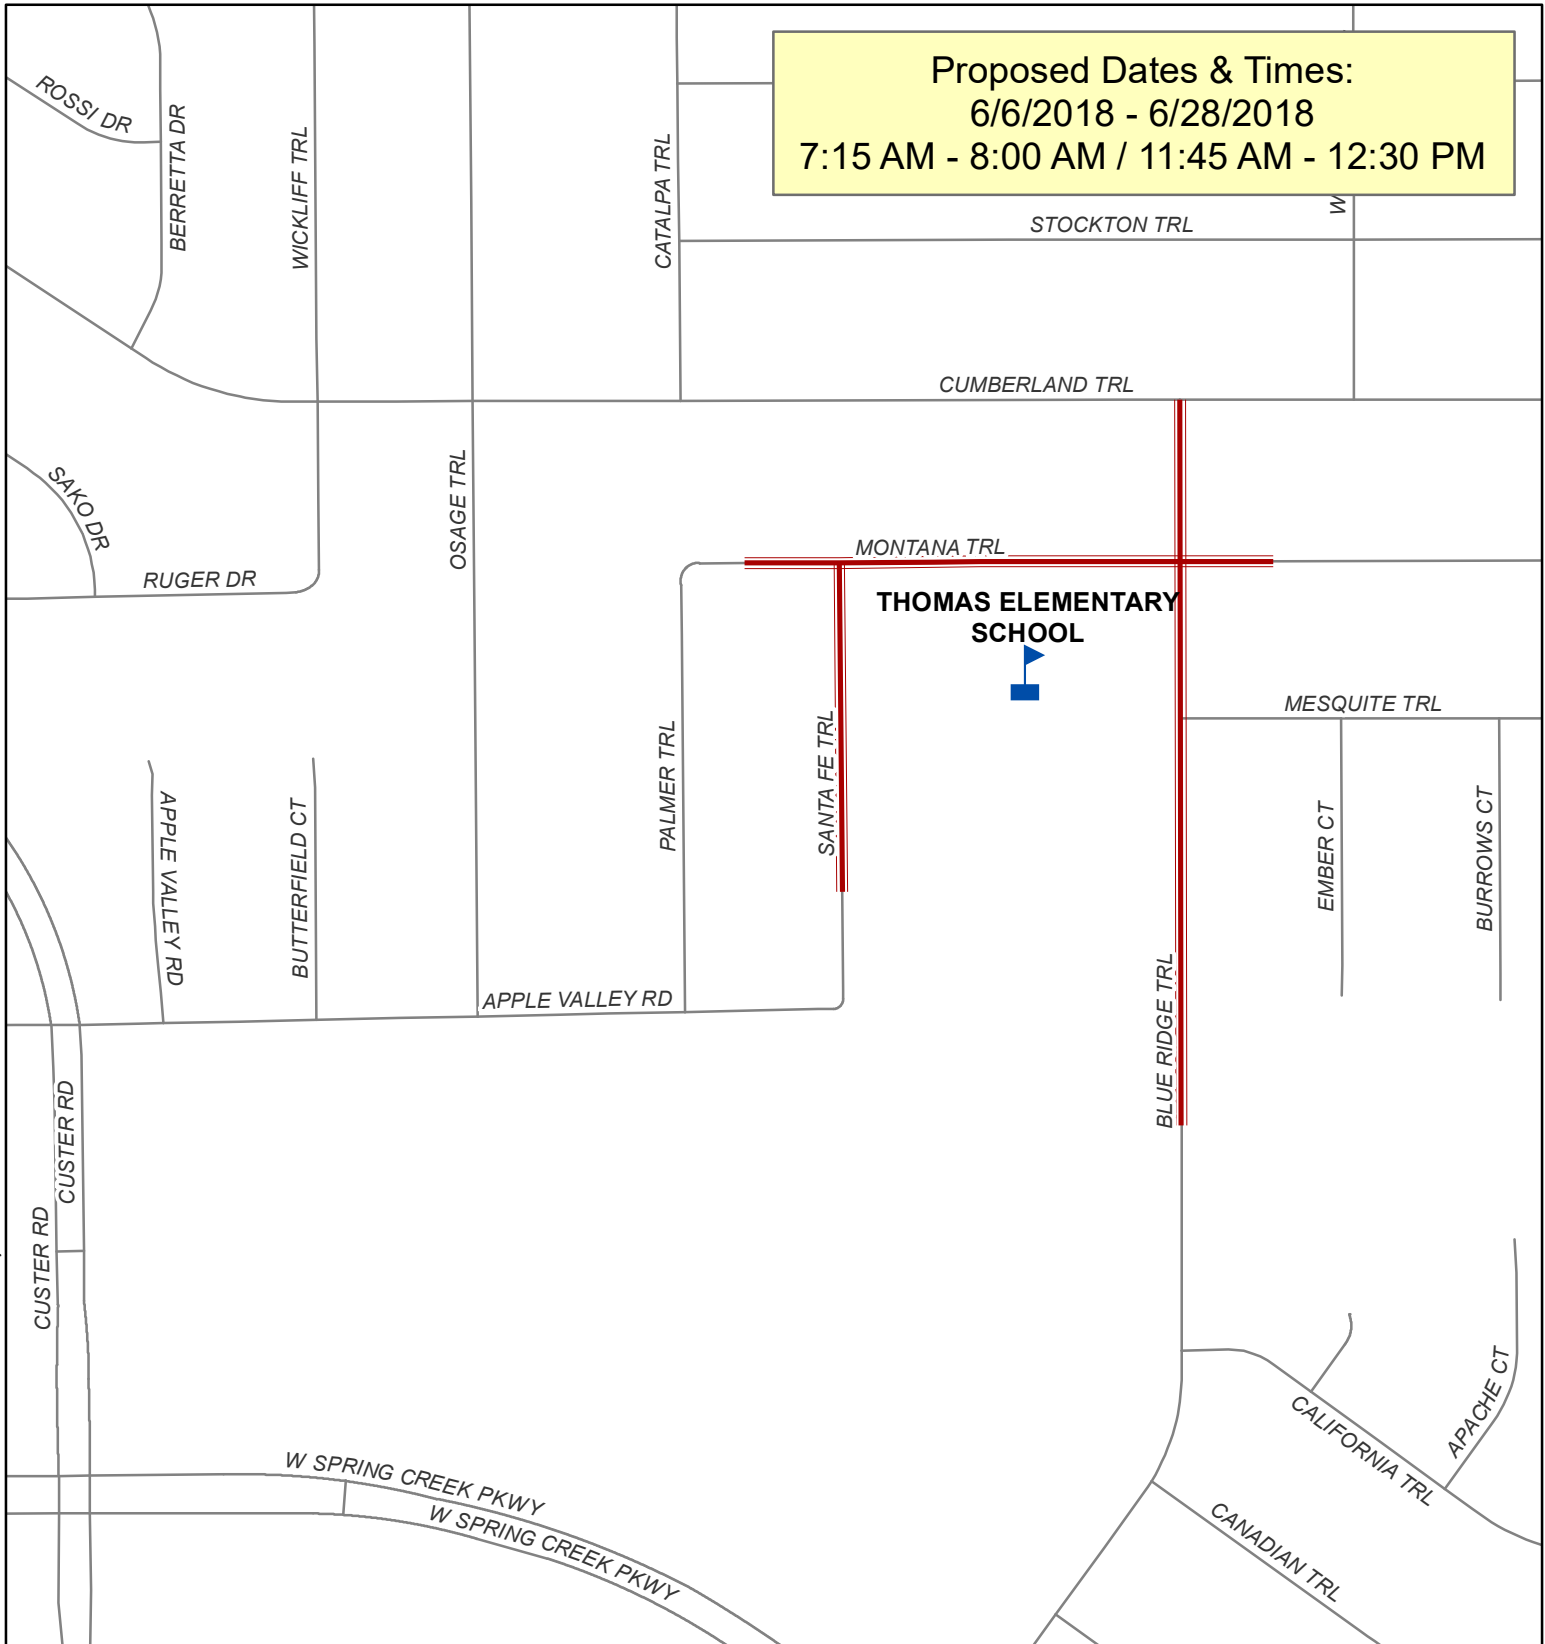 Proposed Dates & Times:
6/6/2018 - 6/28/2018
7:15 AM - 8:00 AM / 11:45 AM - 12:30 PM
ROSSI DR
BERRETTA DR
WICKLIFF TRL
CATALPA TRL
W
STOCKTON TRL
CUMBERLAND TRL
SAKO DR
OSAGE TRL
RUGER DR
MONTANA TRL
THOMAS ELEMENTARY
SCHOOL
MESQUITE TRL
PALMER TRL
SANTA FE TRL
APPLE VALLEY RD
BUTTERFIELD CT
EMBER CT
BURROWS CT
APPLE VALLEY RD
BLUE RIDGE TRL
CUSTER RD
CUSTER RD
CALIFORNIA TRL
APACHE CT
W SPRING CREEK PKWY
W SPRING CREEK PKWY
CANADIAN TRL